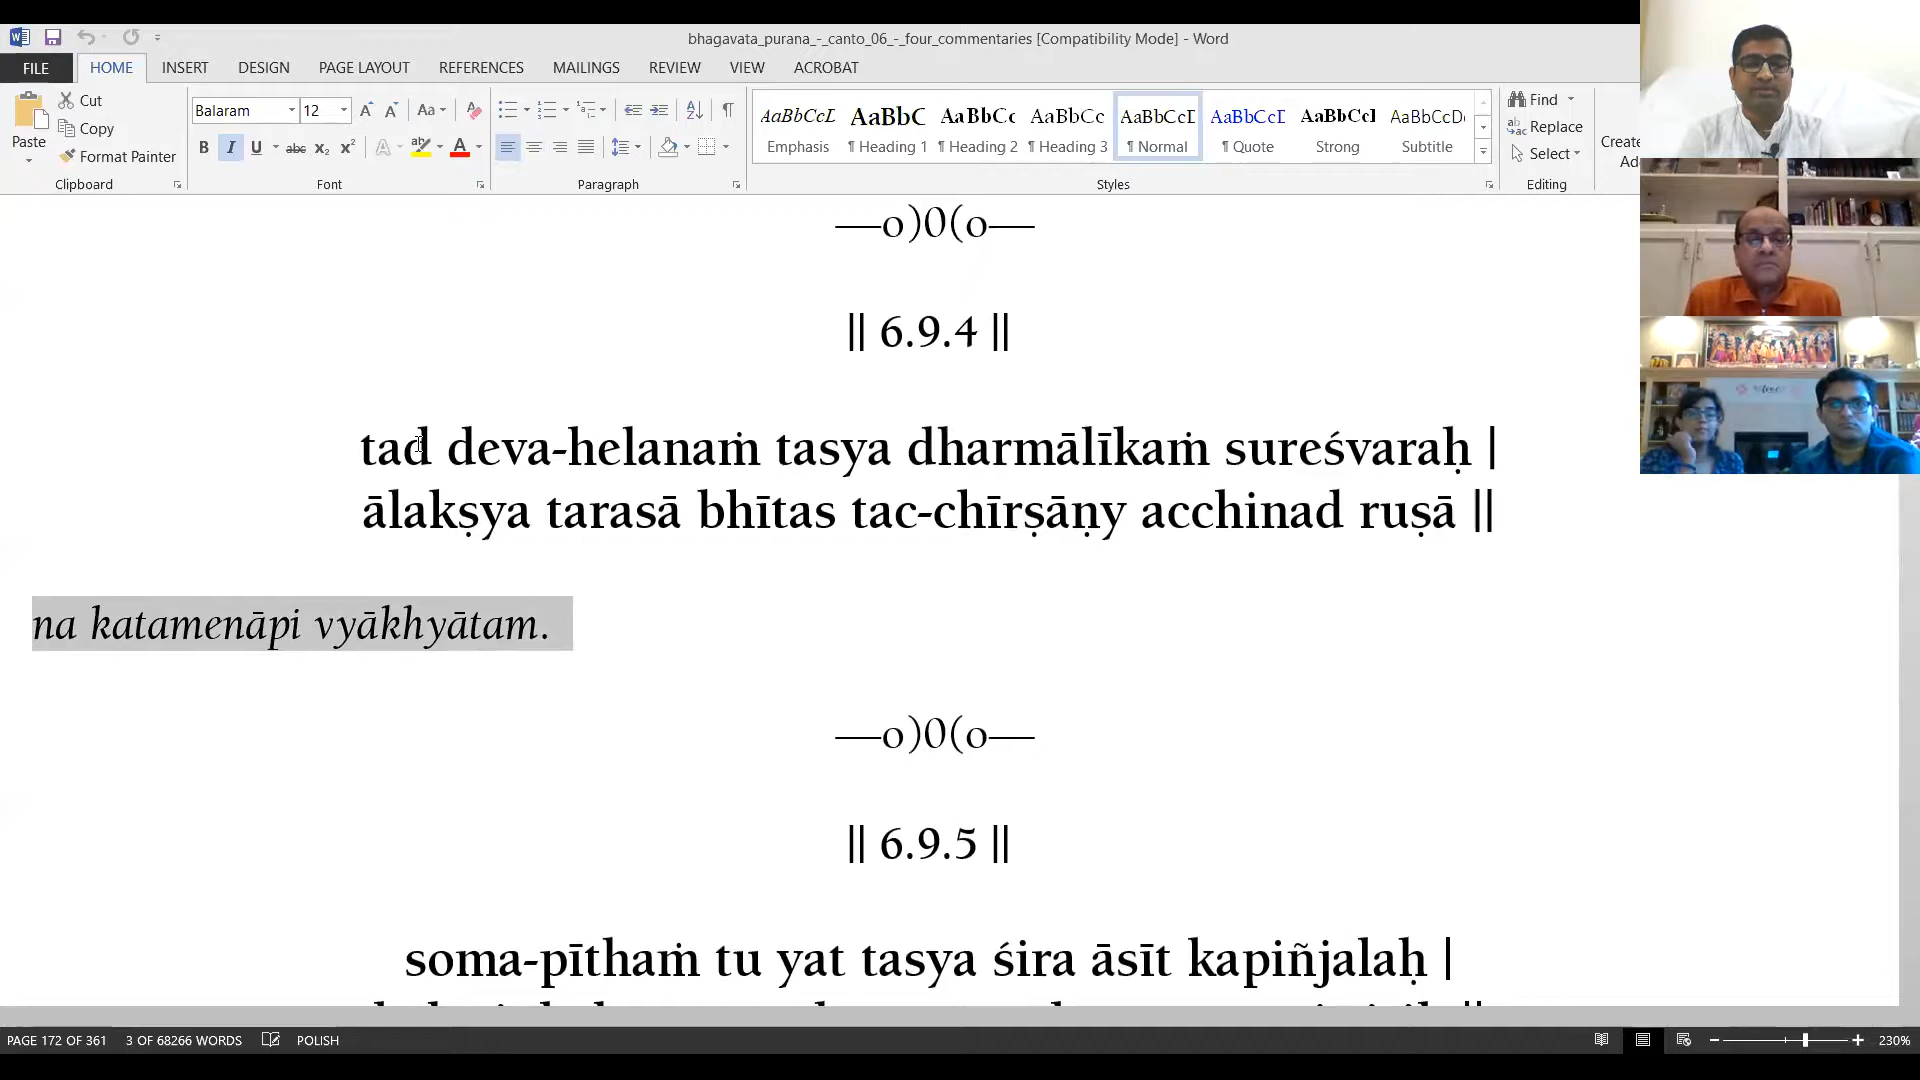 bhagavata_purana_-_canto_06_-_four_commentaries [Compatibility Mode] - Word
FILE HOME INSERT DESIGN PAGE LAYOUT REFERENCES MAILINGS REVIEW VIEW ACROBAT
Paste
Cut
Copy
Format Painter
Clipboard
Balaram 12
Font
Paragraph
AaBbCcL AaBbC AaBbCc AaBbCc AaBbCcD AaBbCcD AaBbCcl AaBbCcD
Emphasis ¶ Heading 1 ¶ Heading 2 ¶ Heading 3 ¶ Normal ¶ Quote Strong Subtitle
Styles
Find
Replace
Select
Editing
Create
—o)0(o—
|| 6.9.4 ||
tad deva-helanaṁ tasya dharmālīkaṁ sureśvaraḥ |
ālakṣya tarasā bhītas tac-chīrṣāṇy acchinad ruṣā ||
na katamenāpi vyākhyātam.
—o)0(o—
|| 6.9.5 ||
soma-pīthaṁ tu yat tasya śira āsīt kapiñjalaḥ |
PAGE 172 OF 361 3 OF 68266 WORDS POLISH 230%